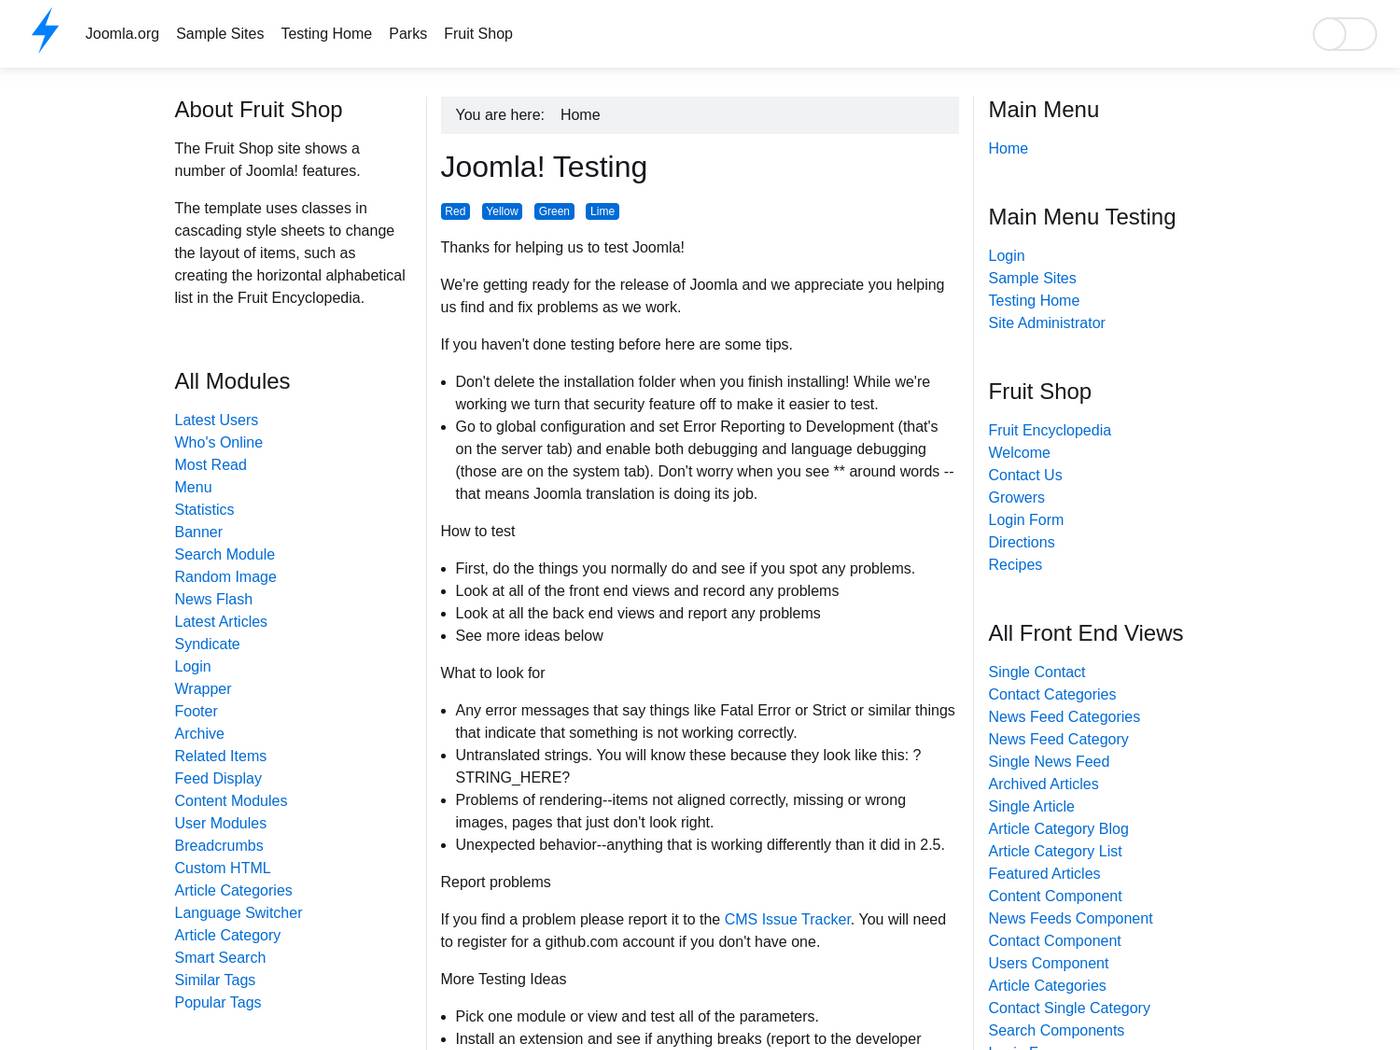 Joomla.org Sample Sites Testing Home Parks Fruit Shop
About Fruit Shop
The Fruit Shop site shows a
number of Joomla! features.
The template uses classes in
cascading style sheets to change
the layout of items, such as
creating the horizontal alphabetical
list in the Fruit Encyclopedia.
All Modules
Latest Users
Who's Online
Most Read
Menu
Statistics
Banner
Search Module
Random Image
News Flash
Latest Articles
Syndicate
Login
Wrapper
Footer
Archive
Related Items
Feed Display
Content Modules
User Modules
Breadcrumbs
Custom HTML
Article Categories
Language Switcher
Article Category
Smart Search
Similar Tags
Popular Tags
You are here: Home
Joomla! Testing
Red Yellow Green Lime
Thanks for helping us to test Joomla!
We're getting ready for the release of Joomla and we appreciate you helping
us find and fix problems as we work.
If you haven't done testing before here are some tips.
Don't delete the installation folder when you finish installing! While we're
working we turn that security feature off to make it easier to test.
Go to global configuration and set Error Reporting to Development (that's
on the server tab) and enable both debugging and language debugging
(those are on the system tab). Don't worry when you see ** around words --
that means Joomla translation is doing its job.
How to test
First, do the things you normally do and see if you spot any problems.
Look at all of the front end views and record any problems
Look at all the back end views and report any problems
See more ideas below
What to look for
Any error messages that say things like Fatal Error or Strict or similar things
that indicate that something is not working correctly.
Untranslated strings. You will know these because they look like this: ?
STRING_HERE?
Problems of rendering--items not aligned correctly, missing or wrong
images, pages that just don't look right.
Unexpected behavior--anything that is working differently than it did in 2.5.
Report problems
If you find a problem please report it to the CMS Issue Tracker. You will need
to register for a github.com account if you don't have one.
More Testing Ideas
Pick one module or view and test all of the parameters.
Install an extension and see if anything breaks (report to the developer
Main Menu
Home
Main Menu Testing
Login
Sample Sites
Testing Home
Site Administrator
Fruit Shop
Fruit Encyclopedia
Welcome
Contact Us
Growers
Login Form
Directions
Recipes
All Front End Views
Single Contact
Contact Categories
News Feed Categories
News Feed Category
Single News Feed
Archived Articles
Single Article
Article Category Blog
Article Category List
Featured Articles
Content Component
News Feeds Component
Contact Component
Users Component
Article Categories
Contact Single Category
Search Components